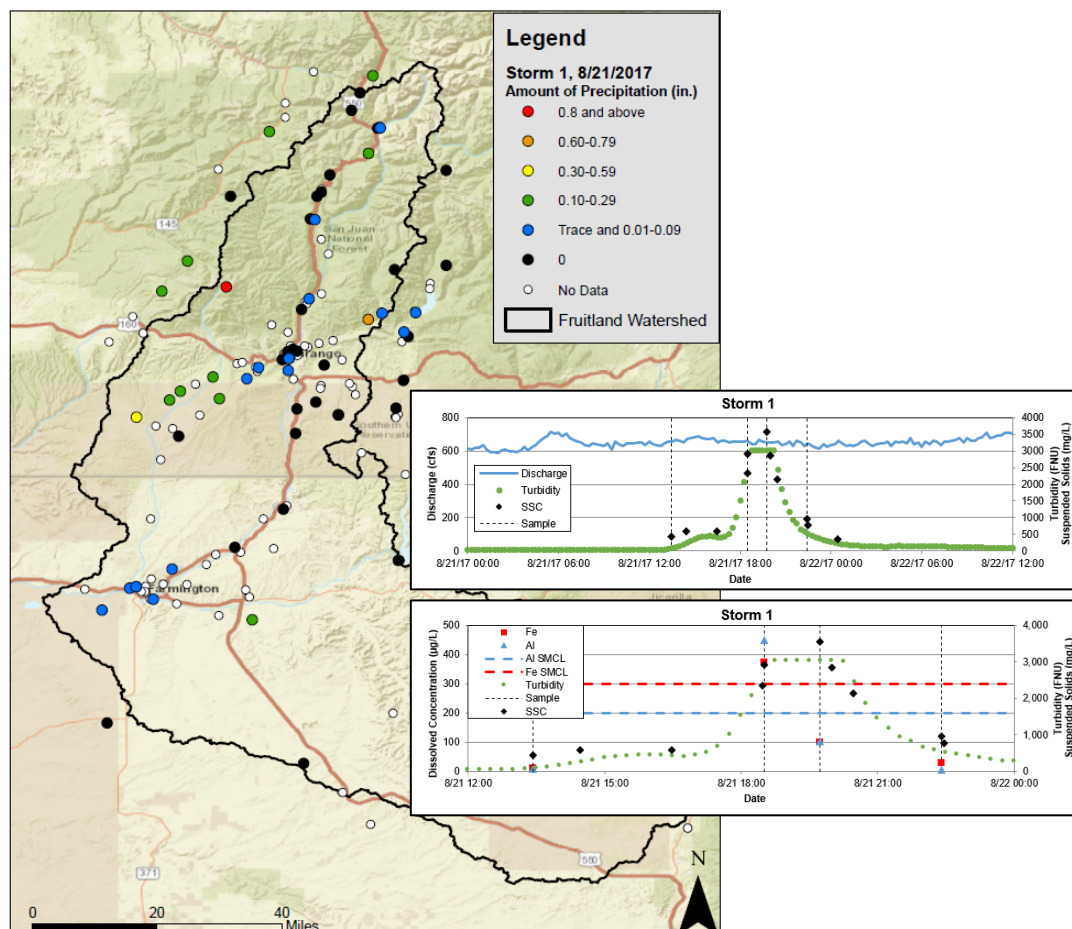 Legend
Storm 1, 8/21/2017
Amount of Precipitation (in.)
0.8 and above
0.60-0.79
0.30-0.59
0.10-0.29
Trace and 0.01-0.09
0
No Data
Fruitland Watershed
550
145
San Juan
National
Forest
160
rango
Southern U
Reservation
Farmington
Jicarilla
371
550
N
0 20 40
Miles
Storm 1
Discharge (cfs)
800
600
400
200
0
Discharge
Turbidity
SSC
Sample
4000
3500
3000
2500
2000
1500
1000
500
0
Turbidity (FNU)
Suspended Solids (mg/L)
8/21/17 00:00 8/21/17 06:00 8/21/17 12:00 8/21/17 18:00 8/22/17 00:00 8/22/17 06:00 8/22/17 12:00
Date
Storm 1
Dissolved Concentration (µg/L)
500
400
300
200
100
0
Fe
Al
Al SMCL
Fe SMCL
Turbidity
Sample
SSC
4,000
3,000
2,000
1,000
0
Turbidity (FNU)
Suspended Solids (mg/L)
8/21 12:00 8/21 15:00 8/21 18:00 8/21 21:00 8/22 00:00
Date